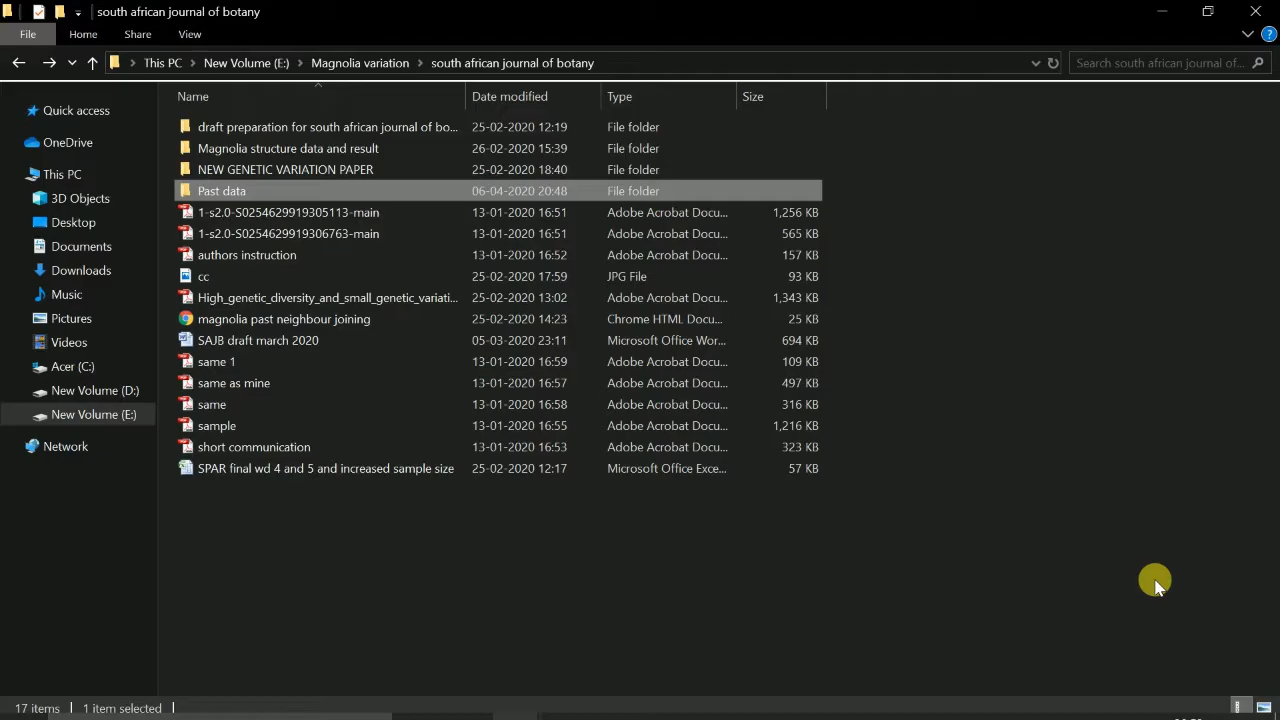 south african journal of botany
File Home Share View
This PC New Volume (E:) Magnolia variation south african journal of botany Search south african journal of...
Name Date modified Type Size
Quick access
OneDrive
This PC
3D Objects
Desktop
Documents
Downloads
Music
Pictures
Videos
Acer (C:)
New Volume (D:)
New Volume (E:)
Network
draft preparation for south african journal of bo... 25-02-2020 12:19 File folder
Magnolia structure data and result 26-02-2020 15:39 File folder
NEW GENETIC VARIATION PAPER 25-02-2020 18:40 File folder
Past data 06-04-2020 20:48 File folder
1-s2.0-S0254629919305113-main 13-01-2020 16:51 Adobe Acrobat Docu... 1,256 KB
1-s2.0-S0254629919306763-main 13-01-2020 16:51 Adobe Acrobat Docu... 565 KB
authors instruction 13-01-2020 16:52 Adobe Acrobat Docu... 157 KB
cc 25-02-2020 17:59 JPG File 93 KB
High_genetic_diversity_and_small_genetic_variati... 25-02-2020 13:02 Adobe Acrobat Docu... 1,343 KB
magnolia past neighbour joining 25-02-2020 14:23 Chrome HTML Docu... 25 KB
SAJB draft march 2020 05-03-2020 23:11 Microsoft Office Wor... 694 KB
same 1 13-01-2020 16:59 Adobe Acrobat Docu... 109 KB
same as mine 13-01-2020 16:57 Adobe Acrobat Docu... 497 KB
same 13-01-2020 16:58 Adobe Acrobat Docu... 316 KB
sample 13-01-2020 16:55 Adobe Acrobat Docu... 1,216 KB
short communication 13-01-2020 16:53 Adobe Acrobat Docu... 323 KB
SPAR final wd 4 and 5 and increased sample size 25-02-2020 12:17 Microsoft Office Exce... 57 KB
17 items 1 item selected